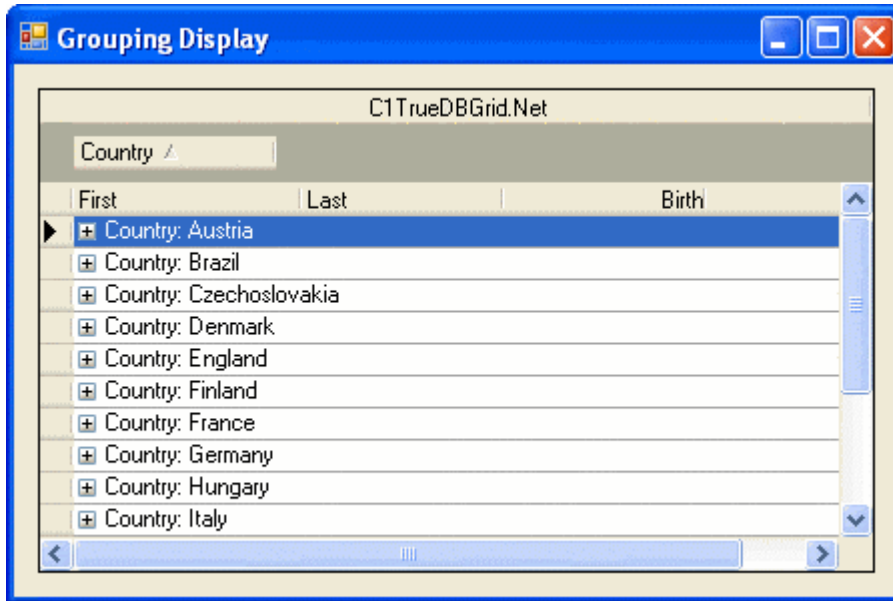 Grouping Display
C1TrueDBGrid.Net
Country
First Last Birth
Country: Austria
Country: Brazil
Country: Czechoslovakia
Country: Denmark
Country: England
Country: Finland
Country: France
Country: Germany
Country: Hungary
Country: Italy